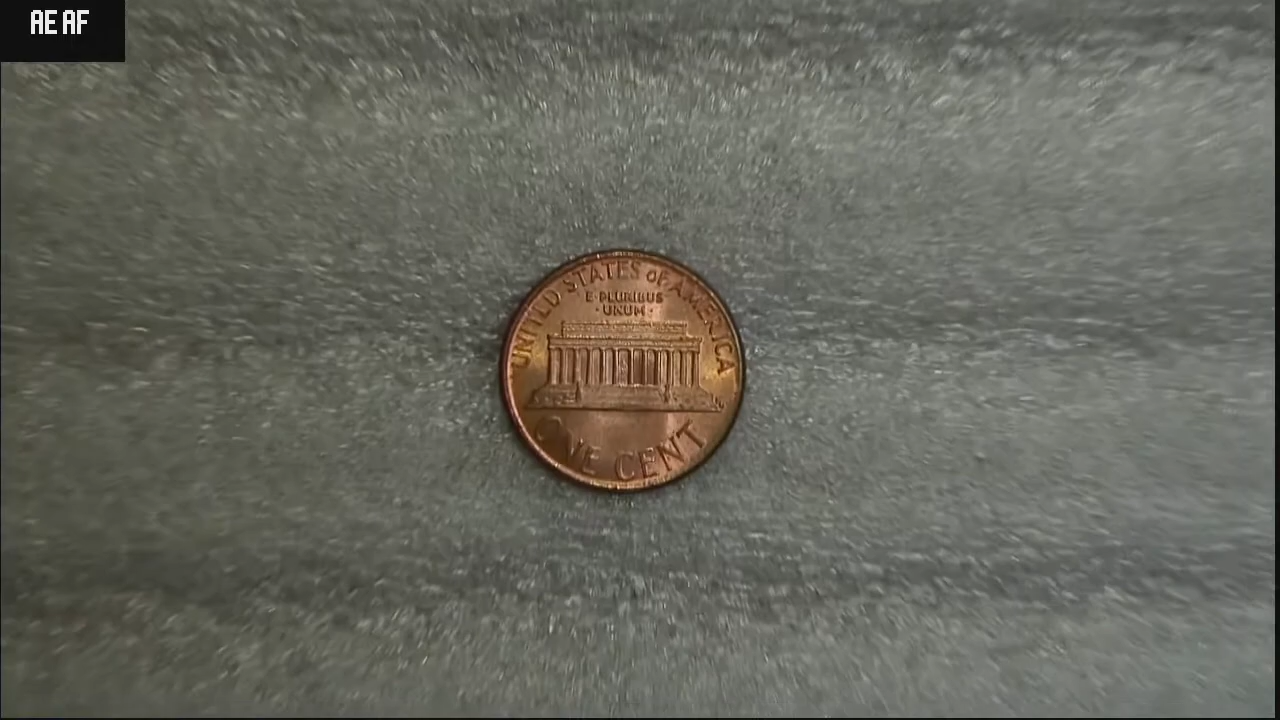 AE AF
UNITED STATES of AMERICA
E·PLURIBUS
·UNUM·
ONE CENT